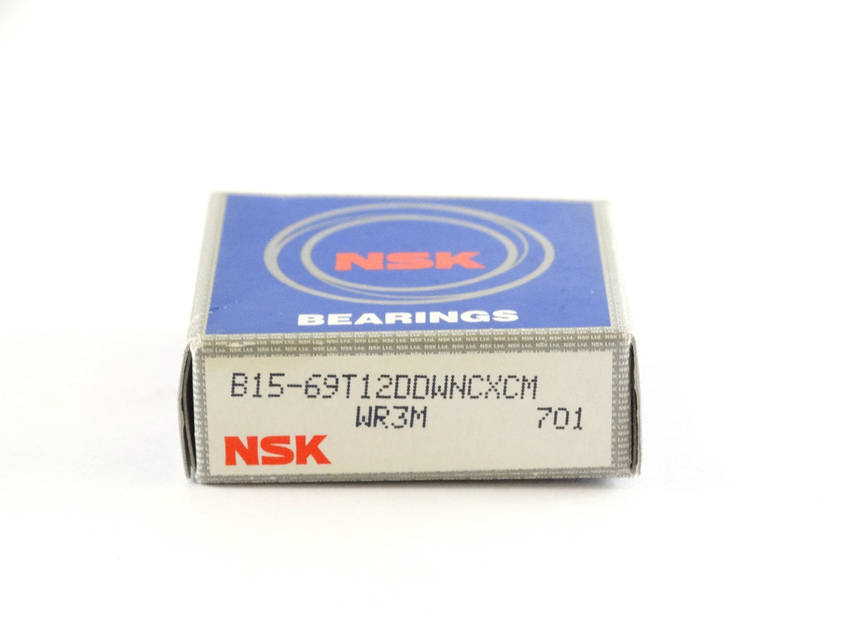 NSK
BEARINGS
B15-69T12DDWNCXCM
WR3M 701
NSK